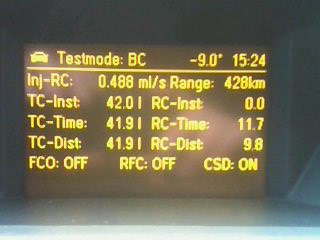 Testmode: BC -9.0° 15:24
Inj-RC: 0.488 ml/s Range: 428km
TC-Inst: 42.0 l RC-Inst: 0.0
TC-Time: 41.9 l RC-Time: 11.7
TC-Dist: 41.9 l RC-Dist: 9.8
FCO: OFF RFC: OFF CSD: ON